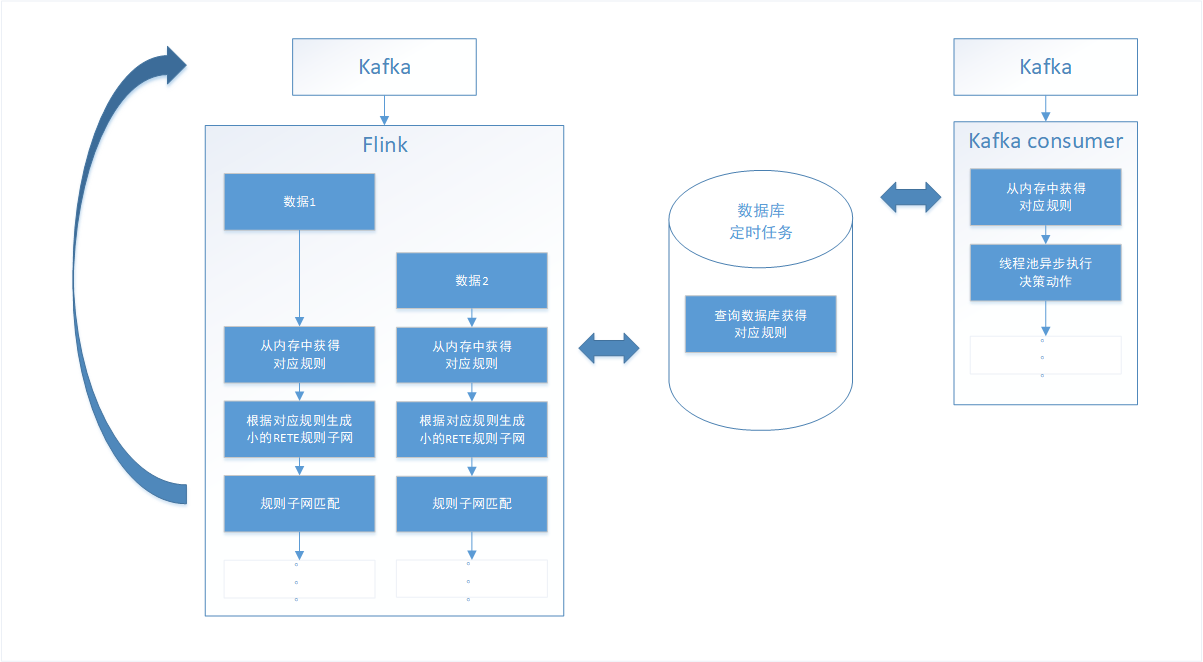 Kafka
Flink
数据1
从内存中获得
对应规则
根据对应规则生成
小的RETE规则子网
规则子网匹配
数据2
从内存中获得
对应规则
根据对应规则生成
小的RETE规则子网
规则子网匹配
数据库
定时任务
查询数据库获得
对应规则
Kafka
Kafka consumer
从内存中获得
对应规则
线程池异步执行
决策动作